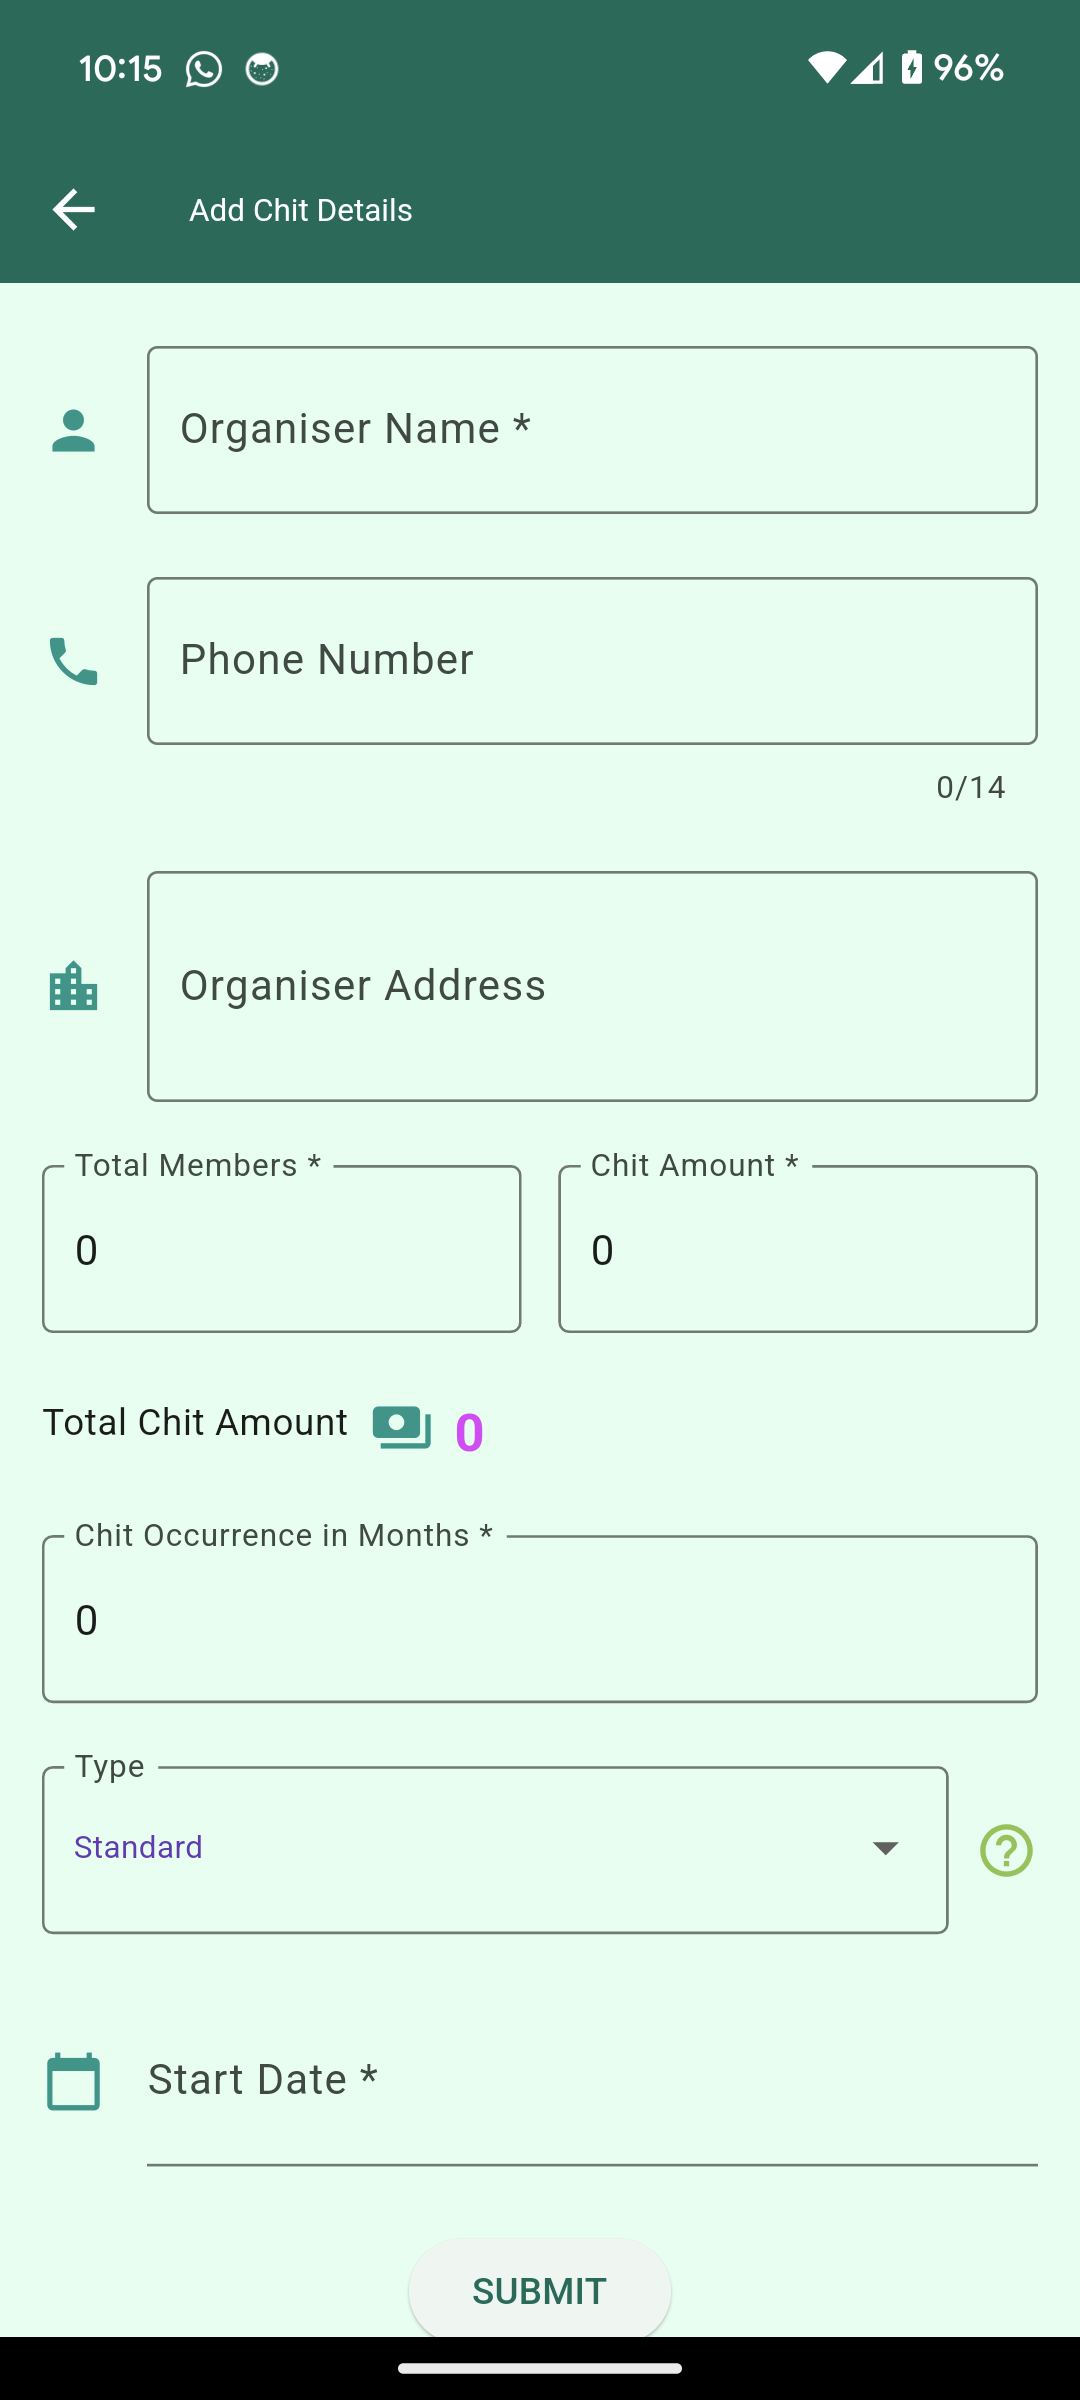 10:15 96%
Add Chit Details
Organiser Name *
Phone Number
0/14
Organiser Address
Total Members * Chit Amount *
0 0
Total Chit Amount 0
Chit Occurrence in Months *
0
Type
Standard
Start Date *
SUBMIT